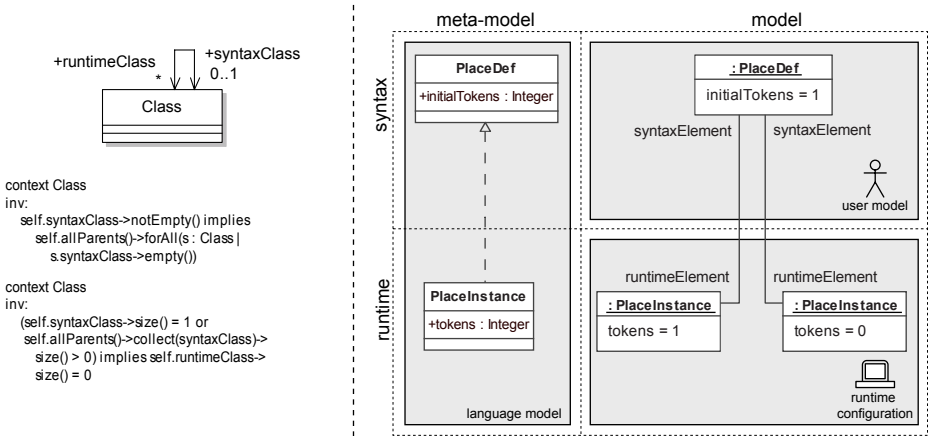 +runtimeClass
*
+syntaxClass
0..1
Class
context Class
inv:
self.syntaxClass->notEmpty() implies
self.allParents()->forAll(s : Class |
s.syntaxClass->empty())
context Class
inv:
(self.syntaxClass->size() = 1 or
self.allParents()->collect(syntaxClass)->
size() > 0) implies self.runtimeClass->
size() = 0
meta-model
model
syntax
PlaceDef
+initialTokens : Integer
: PlaceDef
initialTokens = 1
syntaxElement
syntaxElement
user model
runtime
PlaceInstance
+tokens : Integer
language model
runtimeElement
runtimeElement
: PlaceInstance
tokens = 1
: PlaceInstance
tokens = 0
runtime
configuration